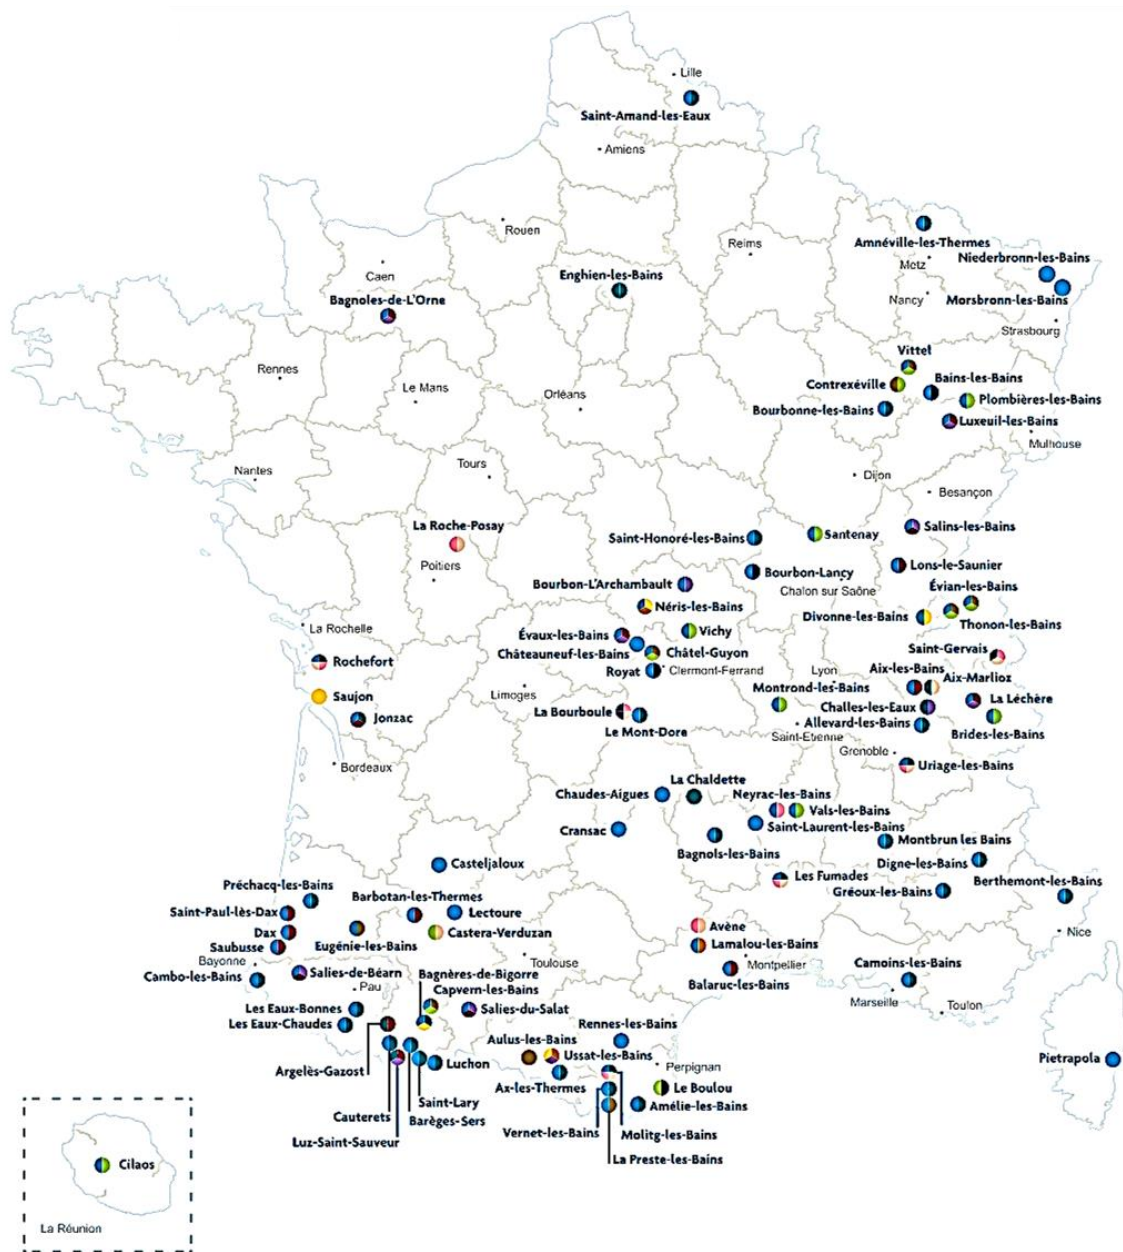 Lille
Saint-Amand-les-Eaux
Amiens
Rouen
Reims
Amnéville-les-Thermes
Metz
Niederbronn-les-Bains
Caen
Enghien-les-Bains
Bagnoles-de-L'Orne
Nancy
Morsbronn-les-Bains
Strasbourg
Vittel
Rennes
Le Mans
Orléans
Contrexéville
Bains-les-Bains
Plombières-les-Bains
Bourbonne-les-Bains
Luxeuil-les-Bains
Mulhouse
Nantes
Tours
Dijon
Besançon
La Roche-Posay
Saint-Honoré-les-Bains
Santenay
Salins-les-Bains
Poitiers
Bourbon-Lancy
Lons-le-Saunier
Bourbon-L'Archambault
Chalon sur Saône
Évian-les-Bains
Néris-les-Bains
Divonne-les-Bains
Thonon-les-Bains
La Rochelle
Évaux-les-Bains
Vichy
Châteauneuf-les-Bains
Châtel-Guyon
Saint-Gervais
Rochefort
Royat
Clermont-Ferrand
Lyon
Aix-les-Bains
Aix-Marlioz
Saujon
Limoges
Montrond-les-Bains
La Léchère
Jonzac
La Bourboule
Challes-les-Eaux
Le Mont-Dore
Allevard-les-Bains
Saint-Etienne
Brides-les-Bains
Grenoble
Bordeaux
Uriage-les-Bains
La Chaldette
Chaudes-Aigues
Neyrac-les-Bains
Vals-les-Bains
Cransac
Saint-Laurent-les-Bains
Bagnols-les-Bains
Montbrun les Bains
Casteljaloux
Digne-les-Bains
Les Fumades
Gréoux-les-Bains
Berthemont-les-Bains
Préchacq-les-Bains
Barbotan-les-Thermes
Saint-Paul-lès-Dax
Lectoure
Dax
Castera-Verduzan
Avène
Nice
Saubusse
Eugénie-les-Bains
Lamalou-les-Bains
Bayonne
Toulouse
Montpellier
Camoins-les-Bains
Cambo-les-Bains
Salies-de-Béarn
Bagnères-de-Bigorre
Balaruc-les-Bains
Pau
Capvern-les-Bains
Marseille
Toulon
Les Eaux-Bonnes
Salies-du-Salat
Les Eaux-Chaudes
Rennes-les-Bains
Aulus-les-Bains
Ussat-les-Bains
Pietrapola
Argelès-Gazost
Luchon
Perpignan
Ax-les-Thermes
Le Boulou
Saint-Lary
Amélie-les-Bains
Cauterets
Barèges-Sers
Vernet-les-Bains
Molitg-les-Bains
Luz-Saint-Sauveur
La Preste-les-Bains
Cilaos
La Réunion